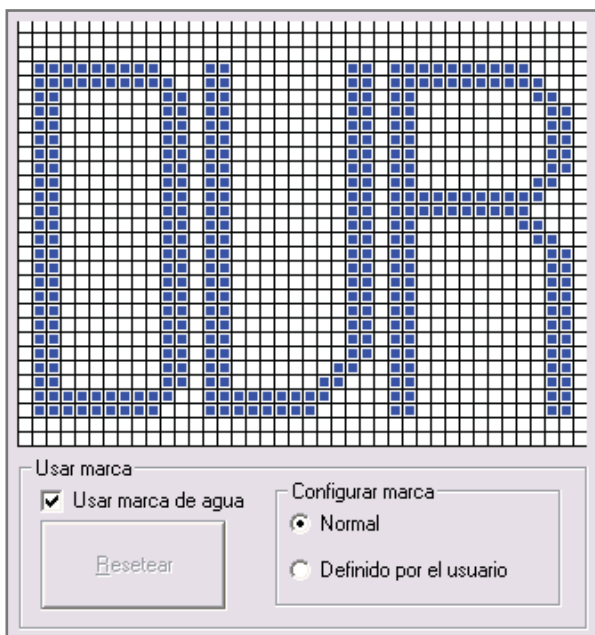 DUR
Usar marca
Usar marca de agua
Configurar marca
Normal
Resetear
Definido por el usuario